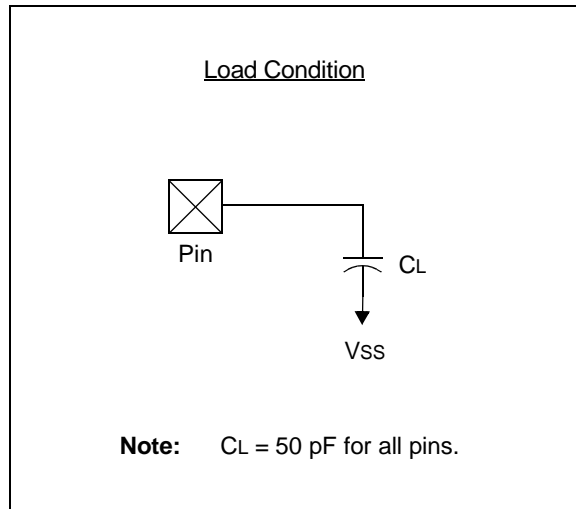 Load Condition
Pin
CL
VSS
Note: CL = 50 pF for all pins.